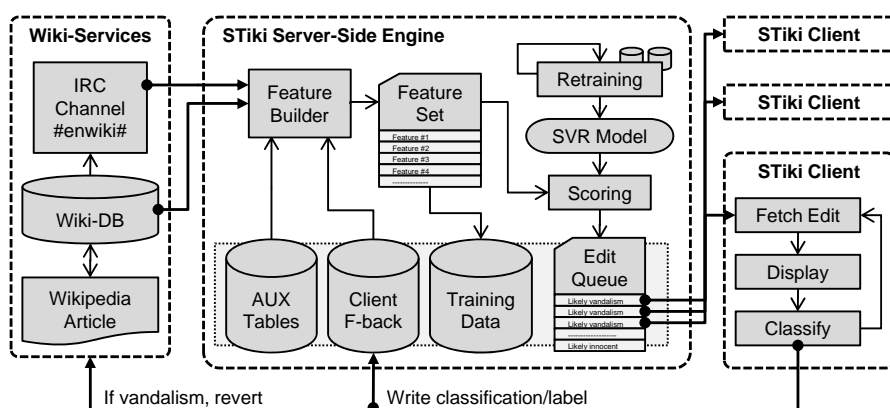 Wiki-Services
IRC
Channel
#enwiki#
Wiki-DB
Wikipedia
Article
STiki Server-Side Engine
Feature
Builder
Feature
Set
Feature #1
Feature #2
Feature #3
Feature #4
---------------
Retraining
SVR Model
Scoring
AUX
Tables
Client
F-back
Training
Data
Edit
Queue
Likely vandalism
Likely vandalism
Likely vandalism
--------------------
Likely innocent
STiki Client
STiki Client
STiki Client
Fetch Edit
Display
Classify
If vandalism, revert
Write classification/label